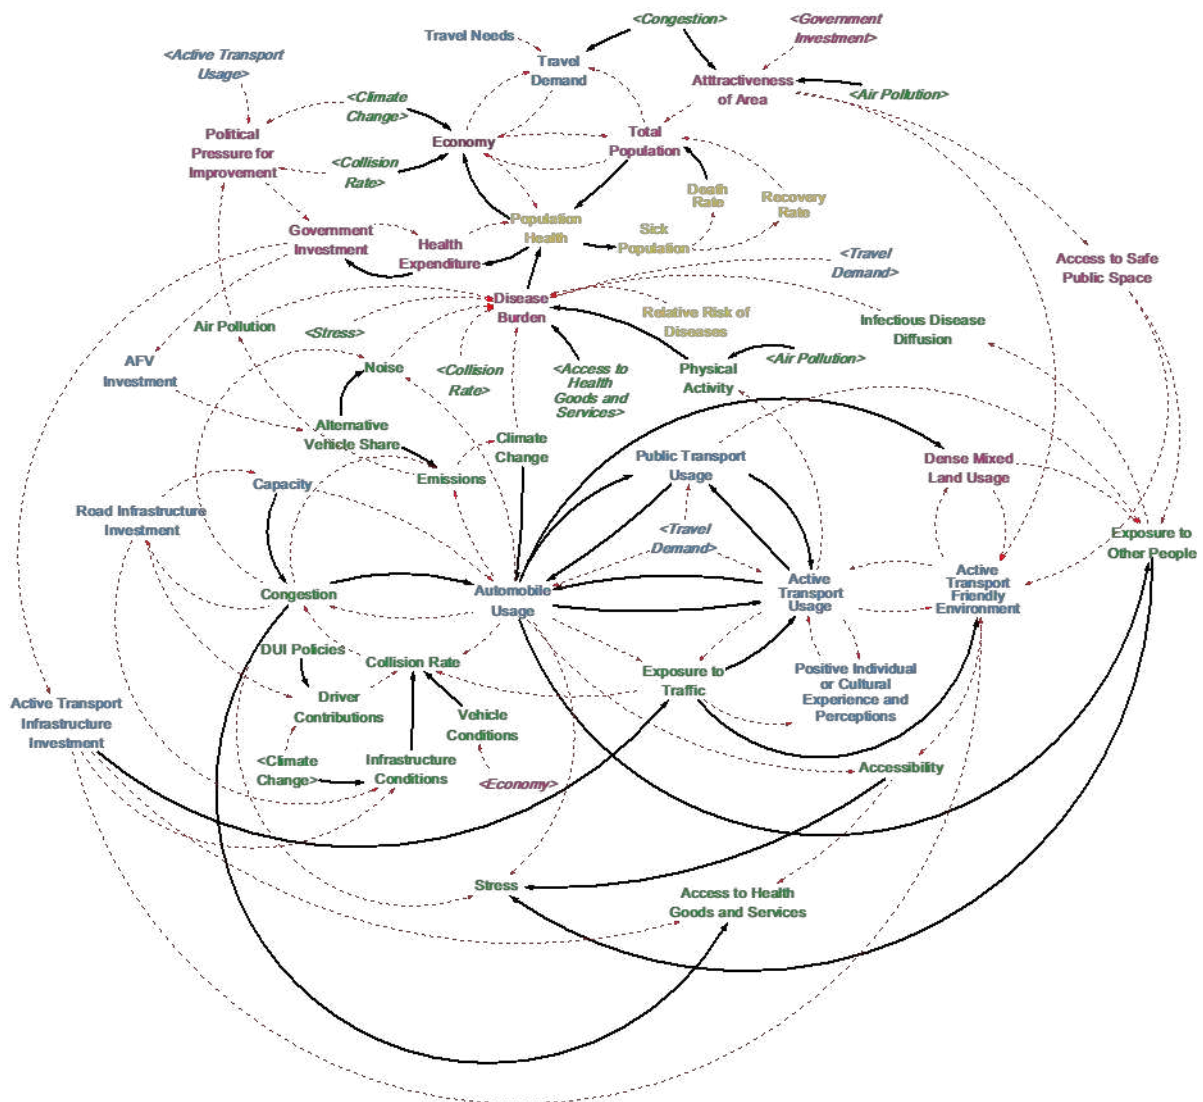 <Congestion>
<Government
Investment>
Travel Needs
<Active Transport
Usage>
Travel
Demand
Atttractiveness
of Area
<Air Pollution>
<Climate
Change>
Political
Pressure for
Improvement
Economy
Total
Population
<Collision
Rate>
Death
Rate
Recovery
Rate
Population
Health
Sick
Population
Government
Investment
Health
Expenditure
<Travel
Demand>
Access to Safe
Public Space
Disease
Burden
Relative Risk of
Diseases
Infectious Disease
Diffusion
Air Pollution
<Stress>
AFV
Investment
Noise
<Collision
Rate>
<Access to
Health
Goods and
Services>
Physical
Activity
<Air Pollution>
Alternative
Vehicle Share
Climate
Change
Emissions
Public Transport
Usage
Dense Mixed
Land Usage
Capacity
Road Infrastructure
Investment
<Travel
Demand>
Exposure to
Other People
Congestion
Automobile
Usage
Active
Transport
Usage
Active
Transport
Friendly
Environment
DUI Policies
Collision Rate
Exposure to
Traffic
Positive Individual
or Cultural
Experience and
Perceptions
Driver
Contributions
Vehicle
Conditions
Active Transport
Infrastructure
Investment
<Climate
Change>
Infrastructure
Conditions
<Economy>
Accessibility
Stress
Access to Health
Goods and Services